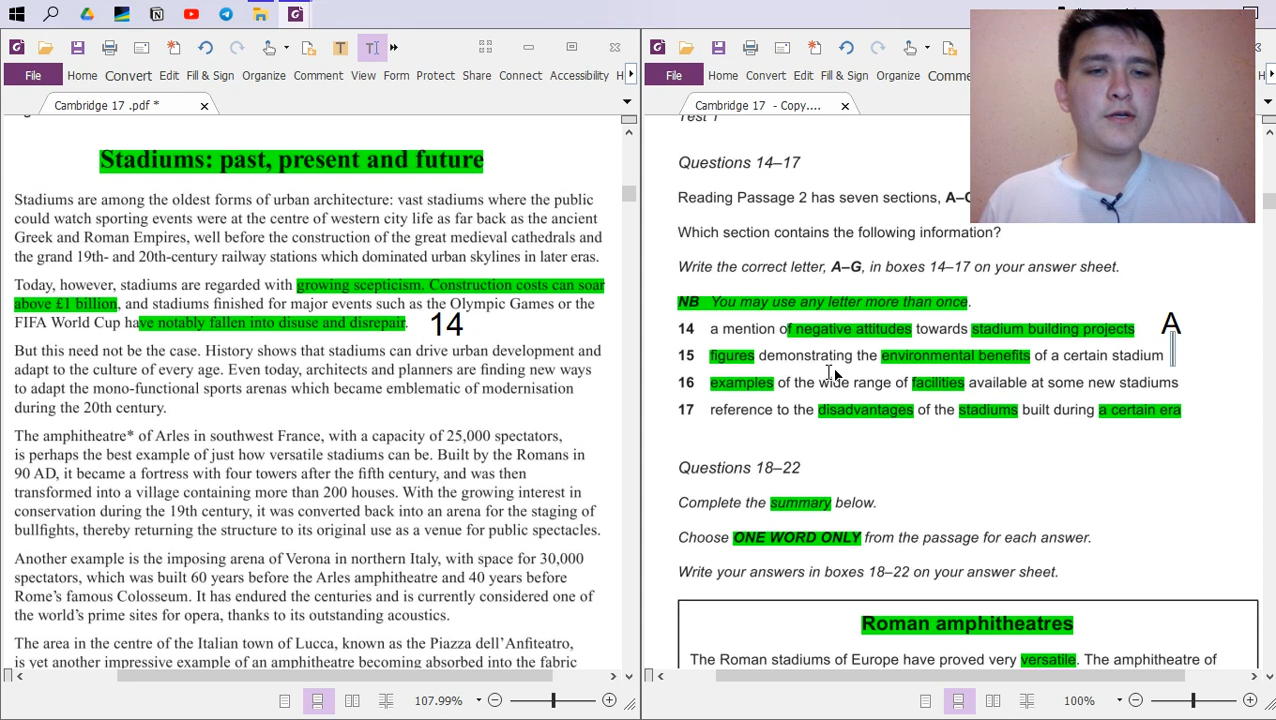 File Home Convert Edit Fill & Sign Organize Comment View Form Protect Share Connect Accessibility H
Cambridge 17 .pdf *
Stadiums: past, present and future
Stadiums are among the oldest forms of urban architecture: vast stadiums where the public
could watch sporting events were at the centre of western city life as far back as the ancient
Greek and Roman Empires, well before the construction of the great medieval cathedrals and
the grand 19th- and 20th-century railway stations which dominated urban skylines in later eras.
Today, however, stadiums are regarded with growing scepticism. Construction costs can soar
above £1 billion, and stadiums finished for major events such as the Olympic Games or the
FIFA World Cup have notably fallen into disuse and disrepair. 14
But this need not be the case. History shows that stadiums can drive urban development and
adapt to the culture of every age. Even today, architects and planners are finding new ways
to adapt the mono-functional sports arenas which became emblematic of modernisation
during the 20th century.
The amphitheatre* of Arles in southwest France, with a capacity of 25,000 spectators,
is perhaps the best example of just how versatile stadiums can be. Built by the Romans in
90 AD, it became a fortress with four towers after the fifth century, and was then
transformed into a village containing more than 200 houses. With the growing interest in
conservation during the 19th century, it was converted back into an arena for the staging of
bullfights, thereby returning the structure to its original use as a venue for public spectacles.
Another example is the imposing arena of Verona in northern Italy, with space for 30,000
spectators, which was built 60 years before the Arles amphitheatre and 40 years before
Rome's famous Colosseum. It has endured the centuries and is currently considered one of
the world's prime sites for opera, thanks to its outstanding acoustics.
The area in the centre of the Italian town of Lucca, known as the Piazza dell'Anfiteatro,
is yet another impressive example of an amphitheatre becoming absorbed into the fabric
107.99%
File Home Convert Edit Fill & Sign Organize Comme
Cambridge 17 - Copy....
Test 1
Questions 14–17
Reading Passage 2 has seven sections, A–G
Which section contains the following information?
Write the correct letter, A–G, in boxes 14–17 on your answer sheet.
NB You may use any letter more than once.
14 a mention of negative attitudes towards stadium building projects A
15 figures demonstrating the environmental benefits of a certain stadium
16 examples of the wide range of facilities available at some new stadiums
17 reference to the disadvantages of the stadiums built during a certain era
Questions 18–22
Complete the summary below.
Choose ONE WORD ONLY from the passage for each answer.
Write your answers in boxes 18–22 on your answer sheet.
Roman amphitheatres
The Roman stadiums of Europe have proved very versatile. The amphitheatre of
100%